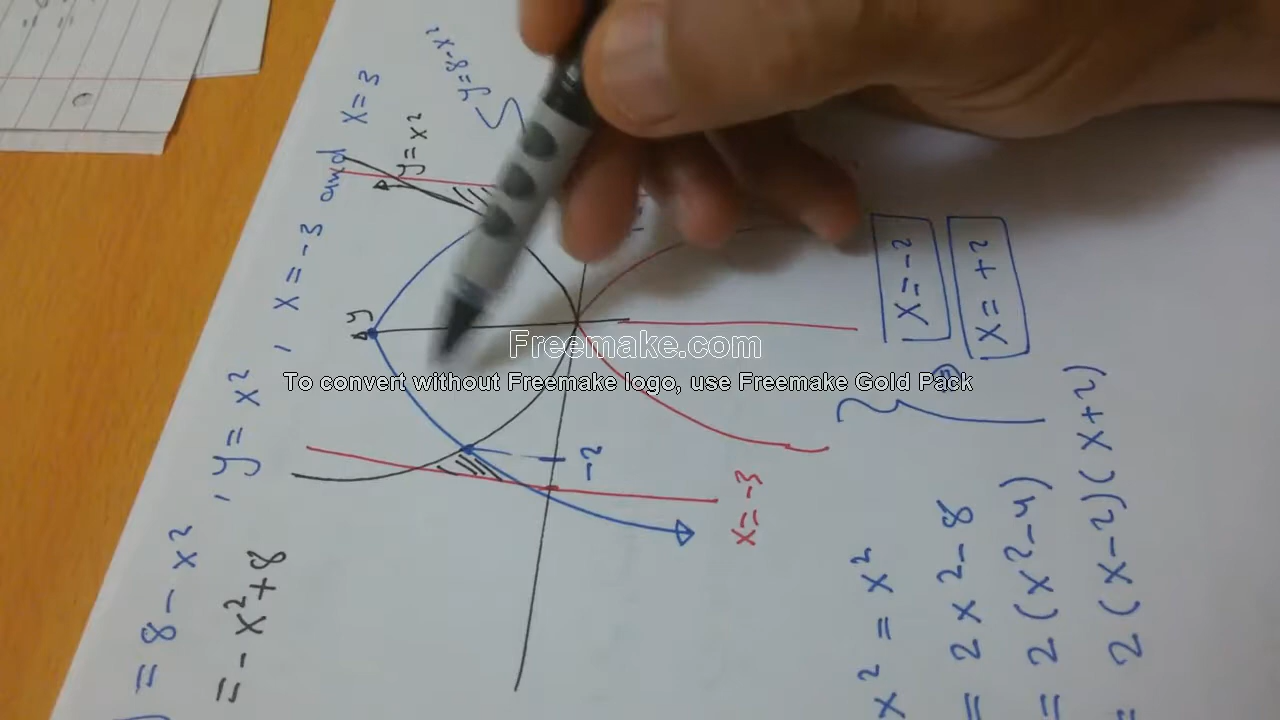 = 8 - x² , y = x² , x = -3 and x = 3
= - x² + 8
y
y = x²
y = 8 - x²
-2
x = -3
x² = x²
= 2x² - 8
= 2(x² - 4)
= 2(x - 2)(x + 2)
x = -2
x = +2
Freemake.com
To convert without Freemake logo, use Freemake Gold Pack